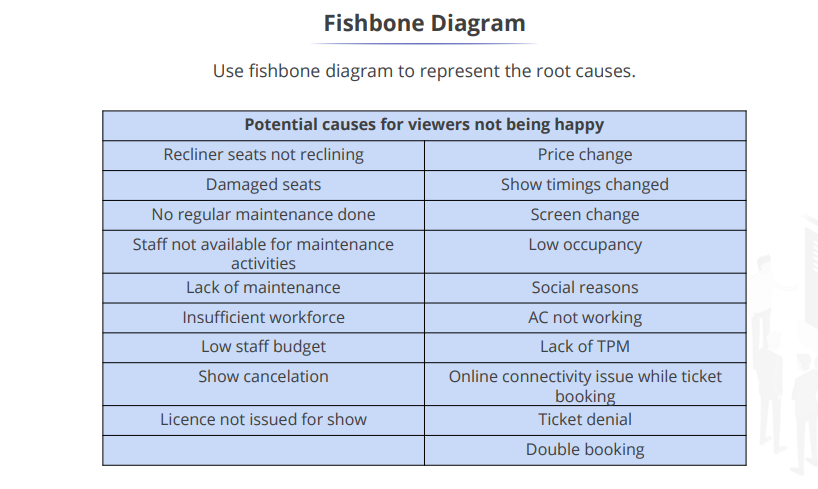 Fishbone Diagram
Use fishbone diagram to represent the root causes.
Potential causes for viewers not being happy
Recliner seats not reclining
Price change
Damaged seats
Show timings changed
No regular maintenance done
Screen change
Staff not available for maintenance
activities
Low occupancy
Lack of maintenance
Social reasons
Insufficient workforce
AC not working
Low staff budget
Lack of TPM
Show cancelation
Online connectivity issue while ticket
booking
Licence not issued for show
Ticket denial
Double booking